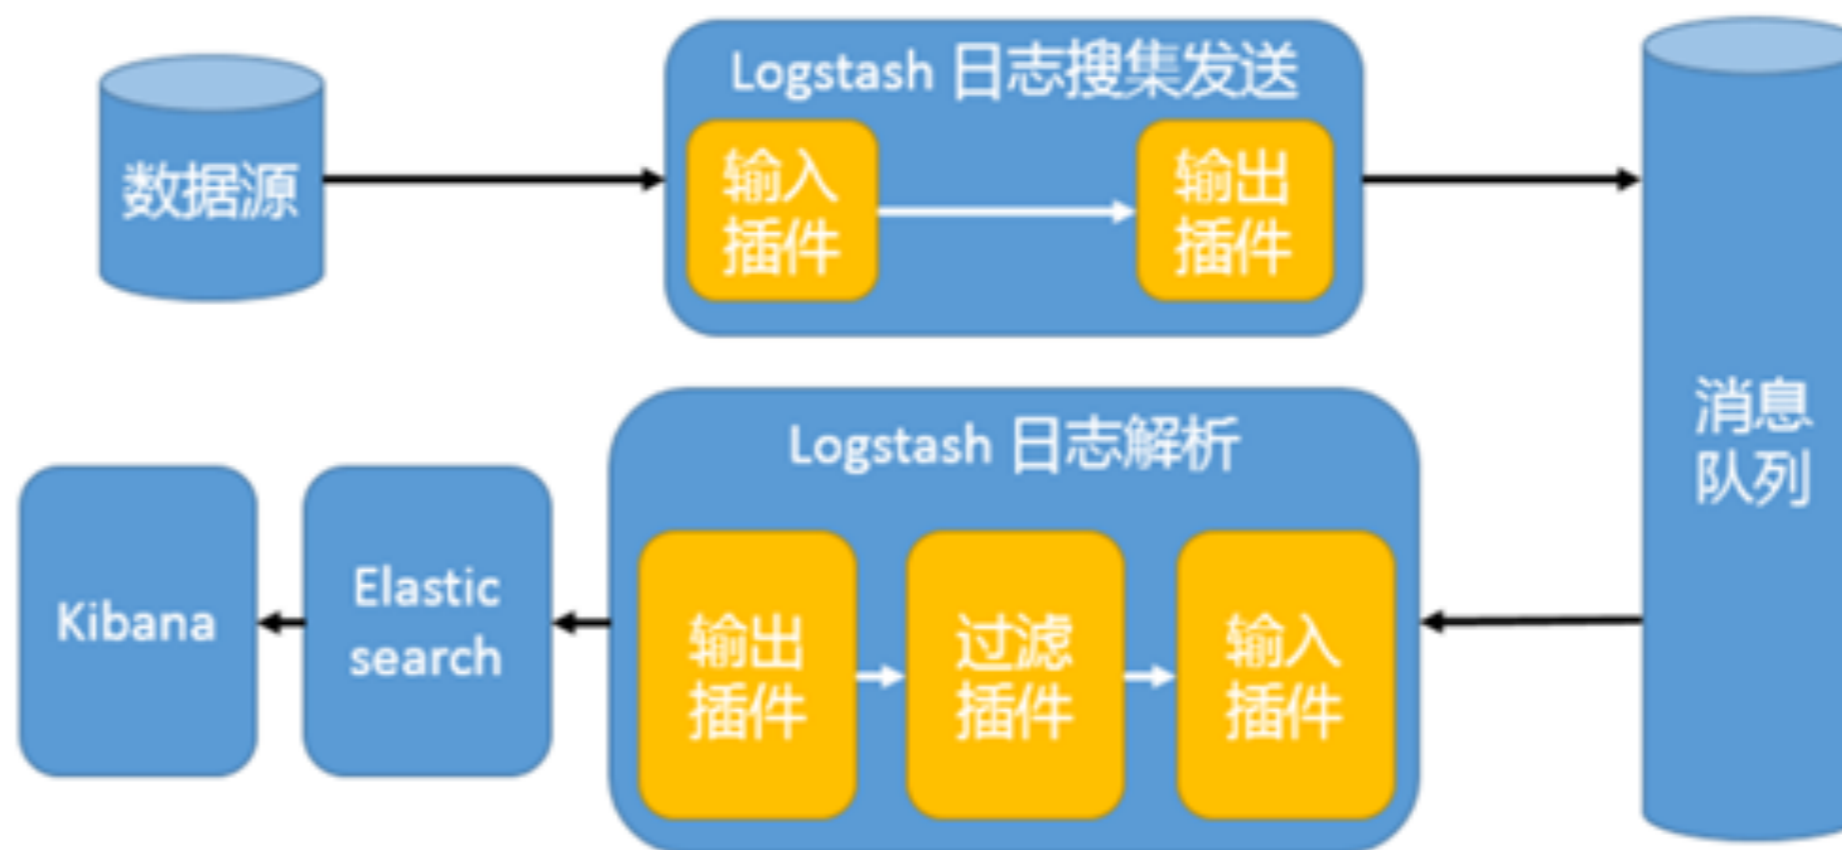 Logstash 日志搜集发送
数据源
输入
插件
输出
插件
消息
队列
Logstash 日志解析
Kibana
Elastic
search
输出
插件
过滤
插件
输入
插件